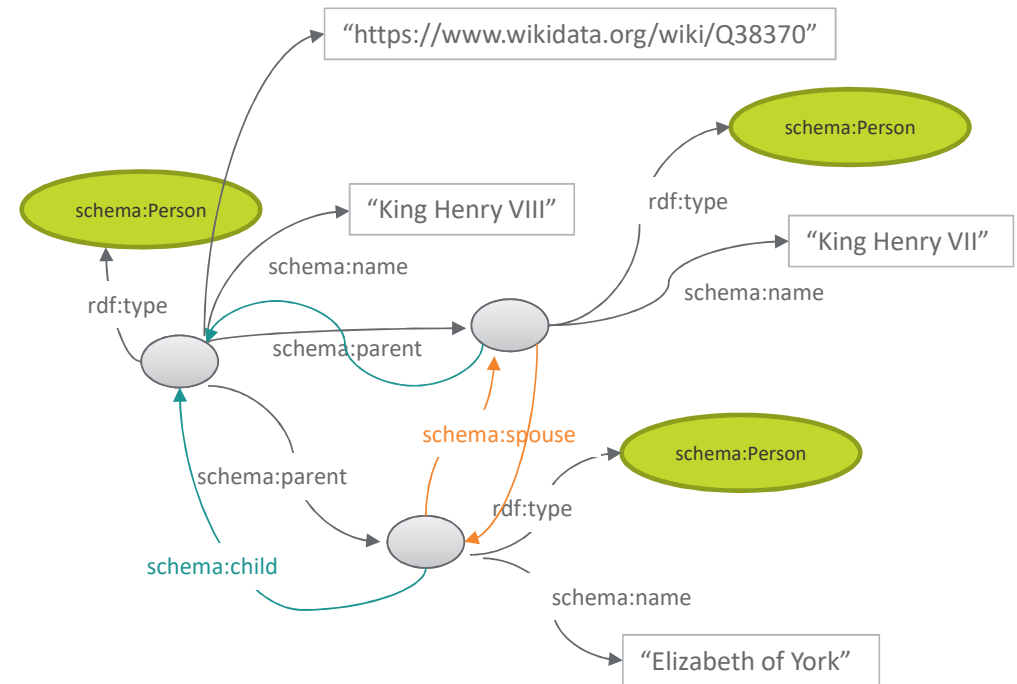 “https://www.wikidata.org/wiki/Q38370”
schema:Person
schema:Person
rdf:type
“King Henry VIII”
“King Henry VII”
schema:name
schema:name
rdf:type
schema:parent
schema:spouse
schema:Person
schema:parent
rdf:type
schema:child
schema:name
“Elizabeth of York”